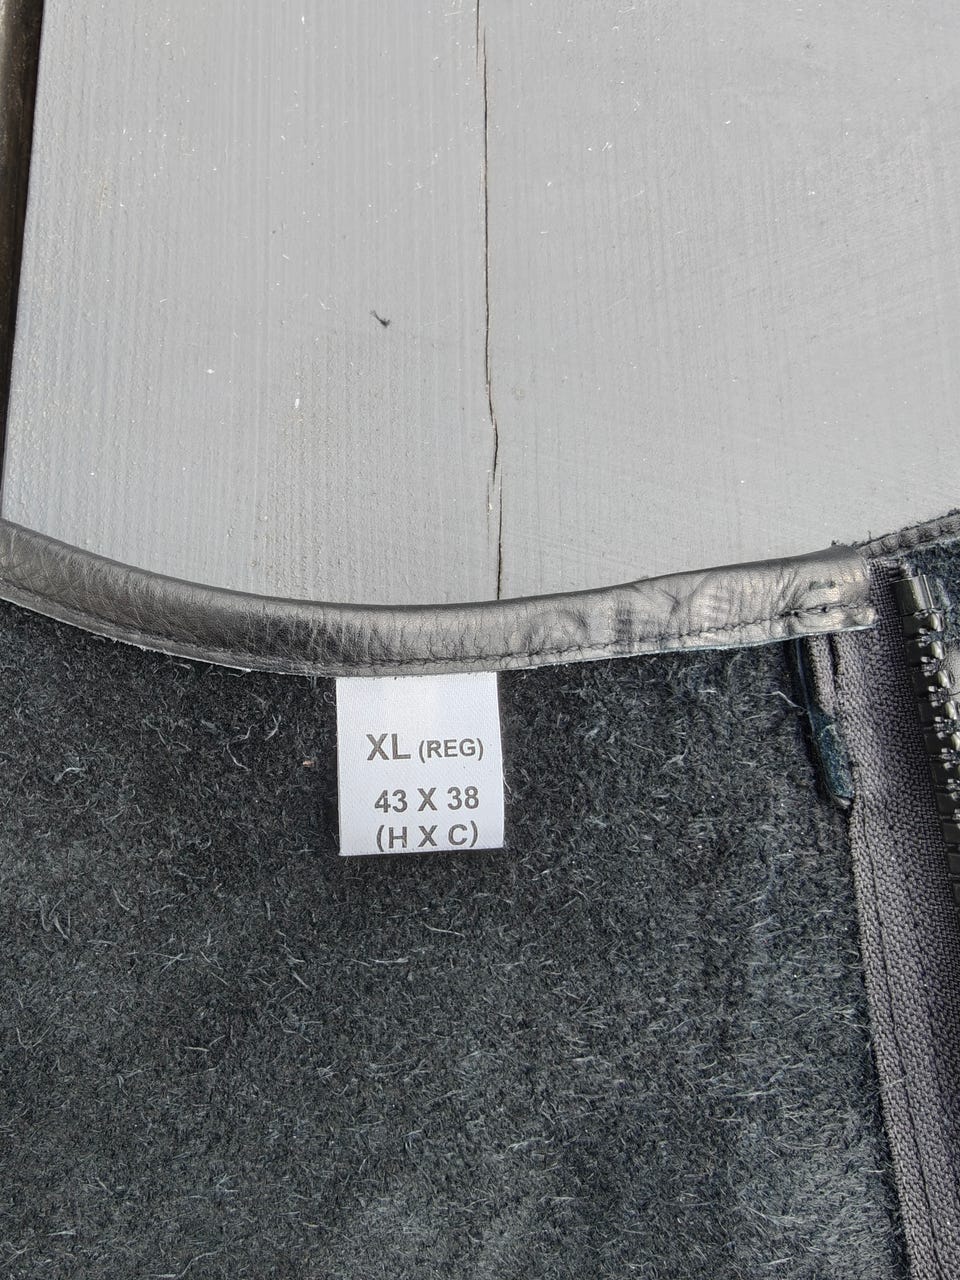 XL (REG)
43 X 38
(H X C)